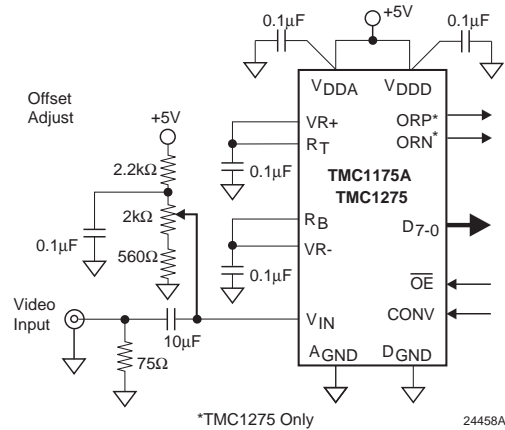 0.1μF
+5V
0.1μF
VDDA
VDDD
Offset
Adjust
+5V
VR+
RT
ORP*
ORN*
2.2kΩ
0.1μF
TMC1175A
TMC1275
2kΩ
RB
VR-
D7-0
0.1μF
560Ω
0.1μF
OE
CONV
Video
Input
VIN
10μF
75Ω
AGND
DGND
*TMC1275 Only
24458A